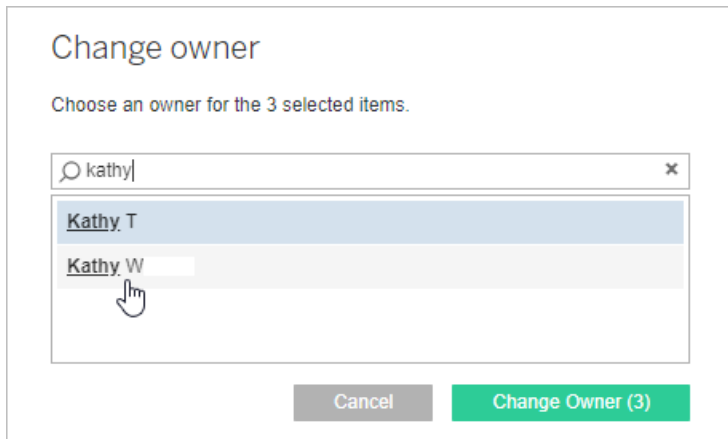 Change owner
Choose an owner for the 3 selected items.
kathy
Kathy T
Kathy W
Cancel Change Owner (3)